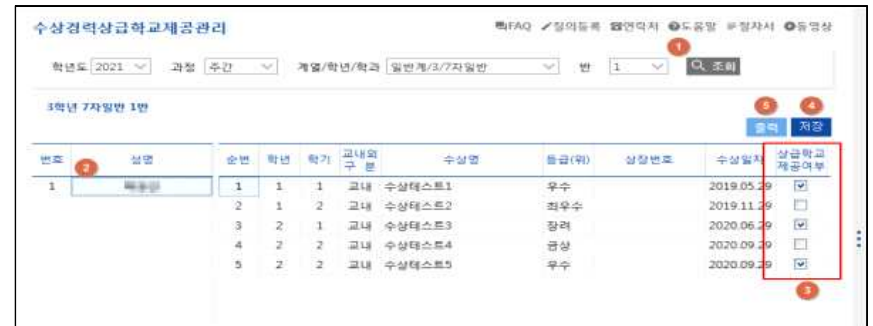 수상경력상급학교제공관리 FAQ 질의등록 연락처 도움말 정자서 동영상
1
학년도 2021 과정 주간 계열/학년/학과 일반계/3/7차일반 반 1 조회
3학년 7차일반 1반
5 4
출력 저장
번호 성명 순번 학년 학기 교내외 구 분 수상명 등급(위) 상장번호 수상일자 상급학교 제공여부
2
1 1 1 1 교내 수상테스트1 우수 2019.05.29
2 1 2 교내 수상테스트2 최우수 2019.11.29
3 2 1 교내 수상테스트3 장려 2020.06.29
4 2 2 교내 수상테스트4 금상 2020.09.29
5 2 2 교내 수상테스트5 우수 2020.09.29
3